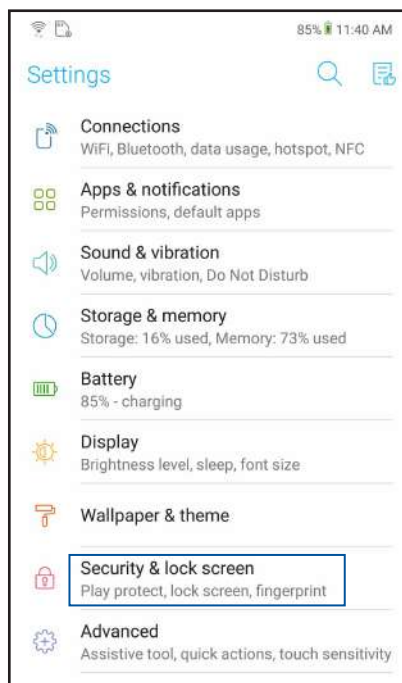 85% 11:40 AM
Settings
Connections
WiFi, Bluetooth, data usage, hotspot, NFC
Apps & notifications
Permissions, default apps
Sound & vibration
Volume, vibration, Do Not Disturb
Storage & memory
Storage: 16% used, Memory: 73% used
Battery
85% - charging
Display
Brightness level, sleep, font size
Wallpaper & theme
Security & lock screen
Play protect, lock screen, fingerprint
Advanced
Assistive tool, quick actions, touch sensitivity